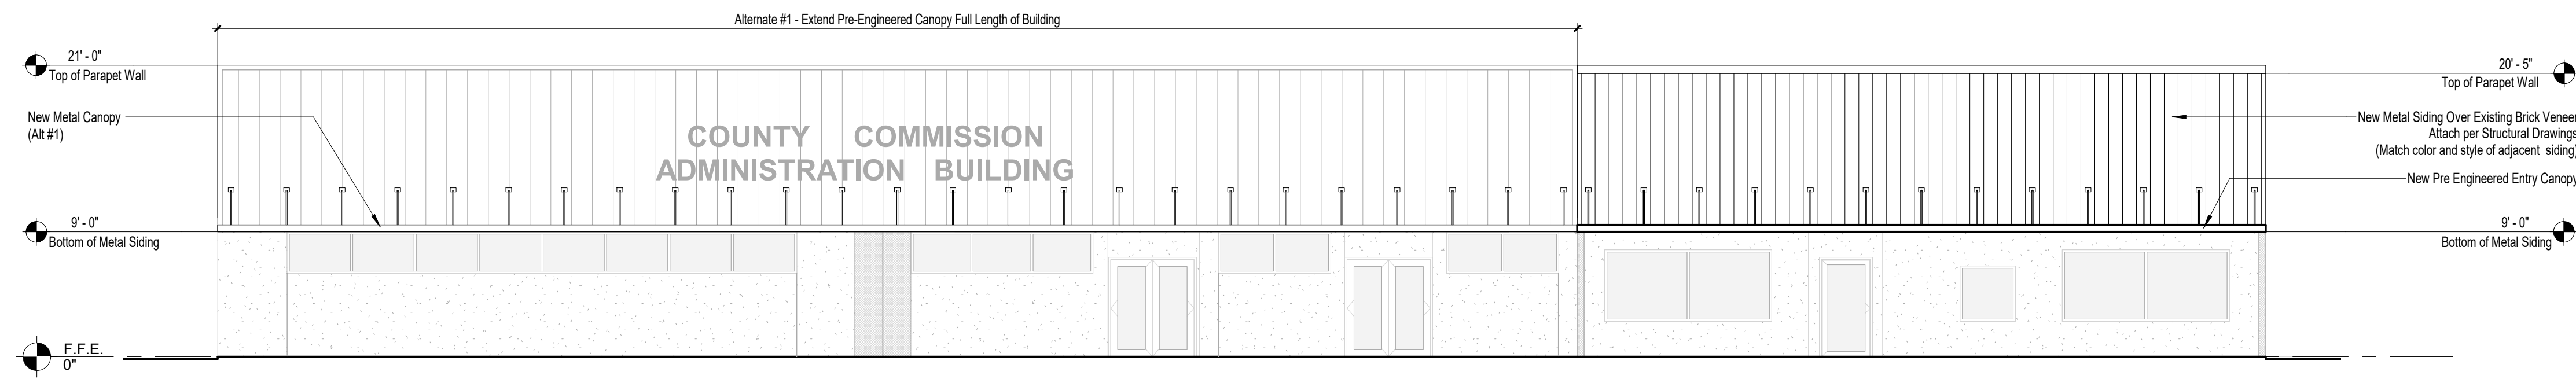 Alternate #1 - Extend Pre-Engineered Canopy Full Length of Building
21' - 0"
Top of Parapet Wall
New Metal Canopy
(Alt #1)
9' - 0"
Bottom of Metal Siding
F.F.E.
0"
COUNTY COMMISSION
ADMINISTRATION BUILDING
20' - 5"
Top of Parapet Wall
New Metal Siding Over Existing Brick Veneer
Attach per Structural Drawings
(Match color and style of adjacent siding)
New Pre Engineered Entry Canopy
9' - 0"
Bottom of Metal Siding